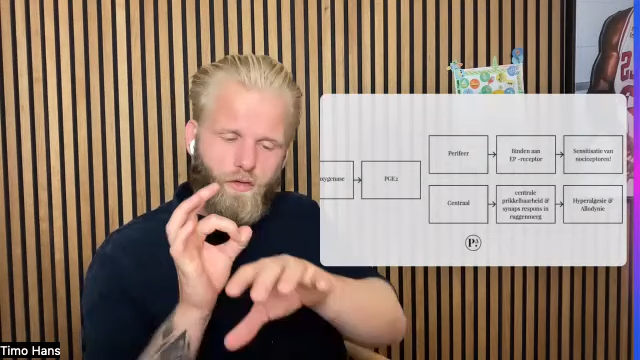 Perifeer
Binden aan
EP -receptor
Sensitisatie van
nociceptoren!
PGE2
Centraal
centrale
prikkelbaarheid &
synaps respons in
ruggenmerg
Hyperalgesie &
Allodynie
P.
Timo Hans